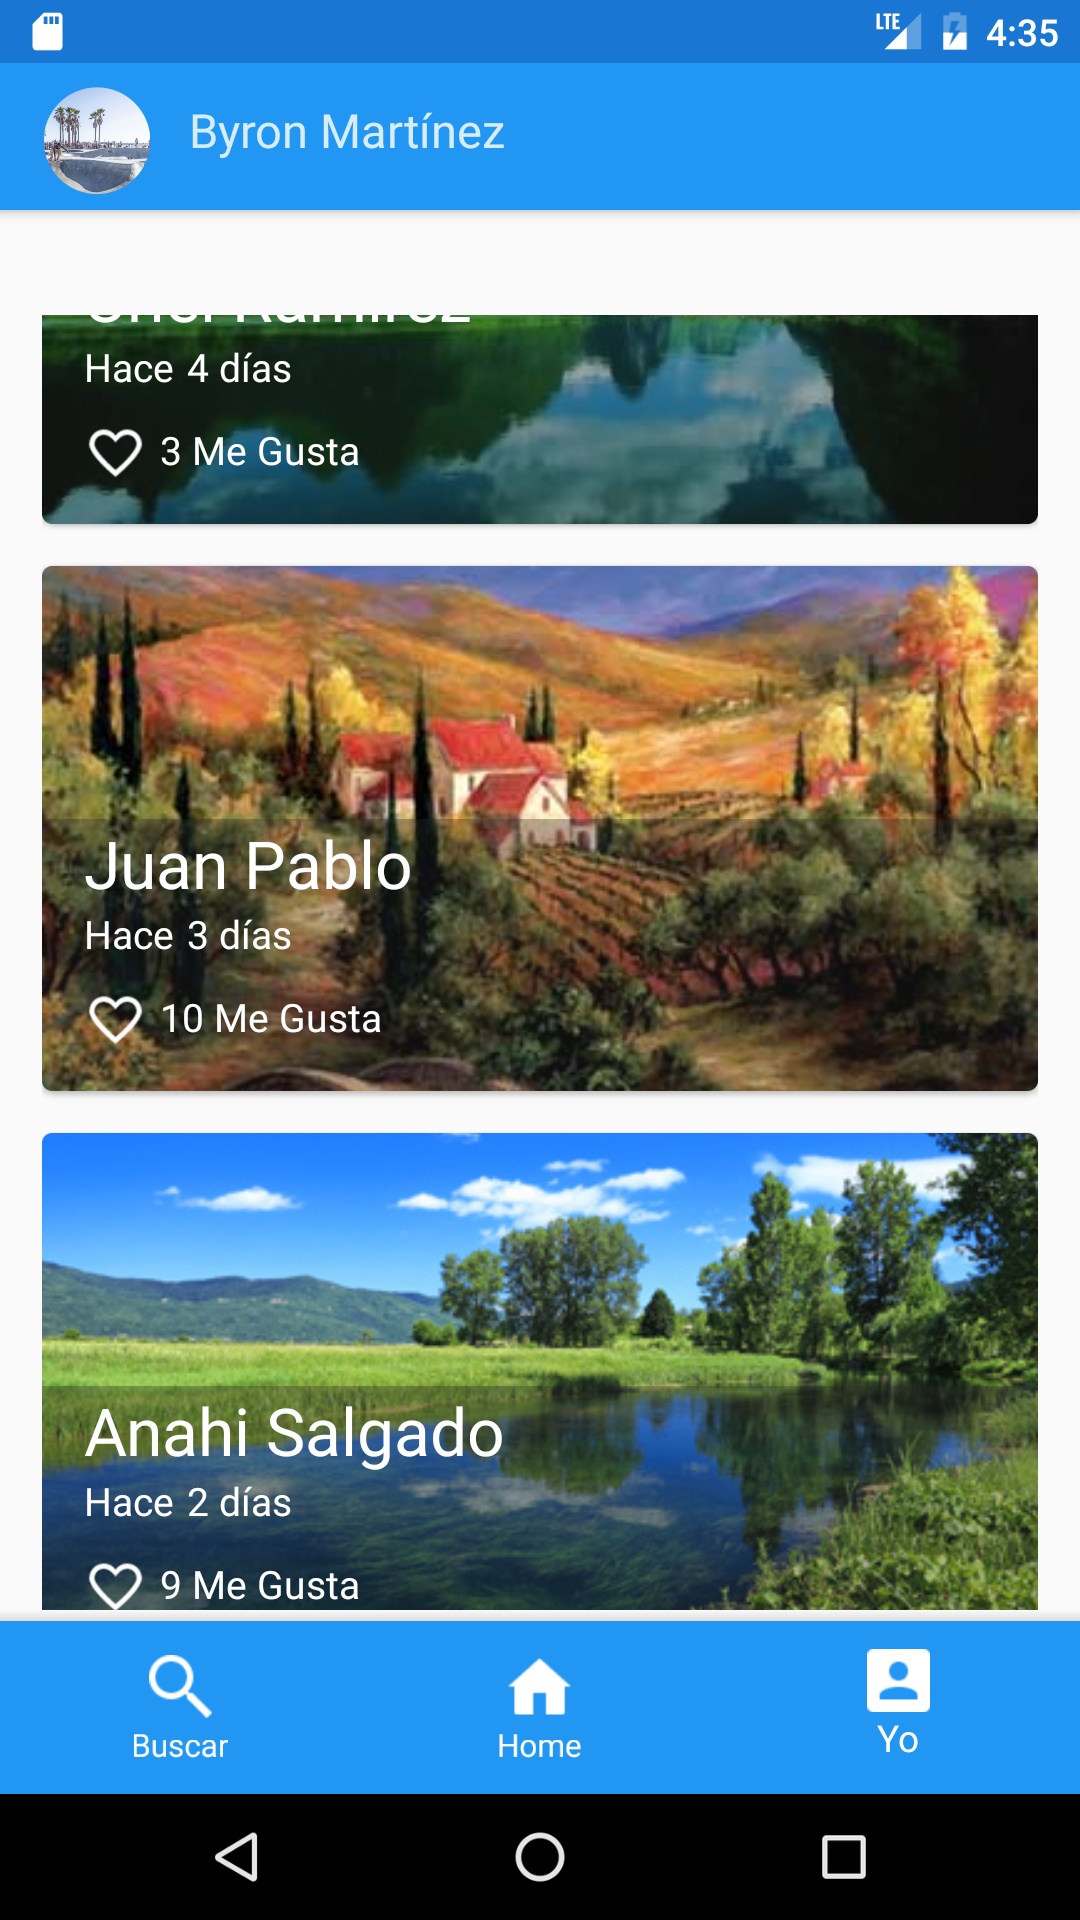 LTE 4:35
Byron Martínez
Hace 4 días
3 Me Gusta
Juan Pablo
Hace 3 días
10 Me Gusta
Anahi Salgado
Hace 2 días
9 Me Gusta
Buscar
Home
Yo